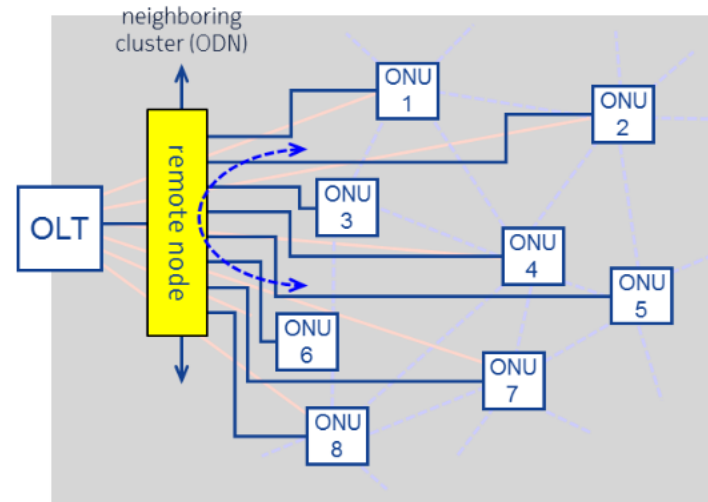 neighboring
cluster (ODN)
ONU
1
ONU
2
remote node
OLT
ONU
3
ONU
4
ONU
5
ONU
6
ONU
7
ONU
8